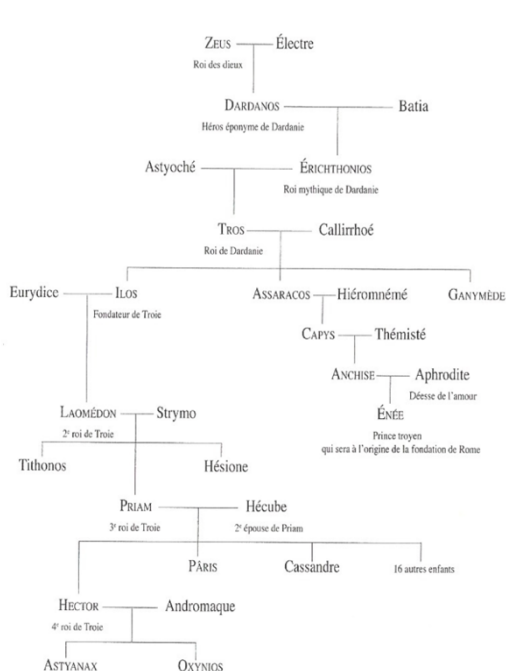 ZEUS Électre
Roi des dieux
DARDANOS Batia
Héros éponyme de Dardanie
Astyoché ÉRICHTHONIOS
Roi mythique de Dardanie
TROS Callirrhoé
Roi de Dardanie
Eurydice ILOS ASSARACOS Hiéromnémé GANYMÈDE
Fondateur de Troie
CAPYS Thémisté
ANCHISE Aphrodite
Déesse de l'amour
LAOMÉDON Strymo ÉNÉE
2e roi de Troie
Prince troyen
qui sera à l'origine de la fondation de Rome
Tithonos Hésione
PRIAM Hécube
3e roi de Troie 2e épouse de Priam
PÂRIS Cassandre 16 autres enfants
HECTOR Andromaque
4e roi de Troie
ASTYANAX OXYNIOS